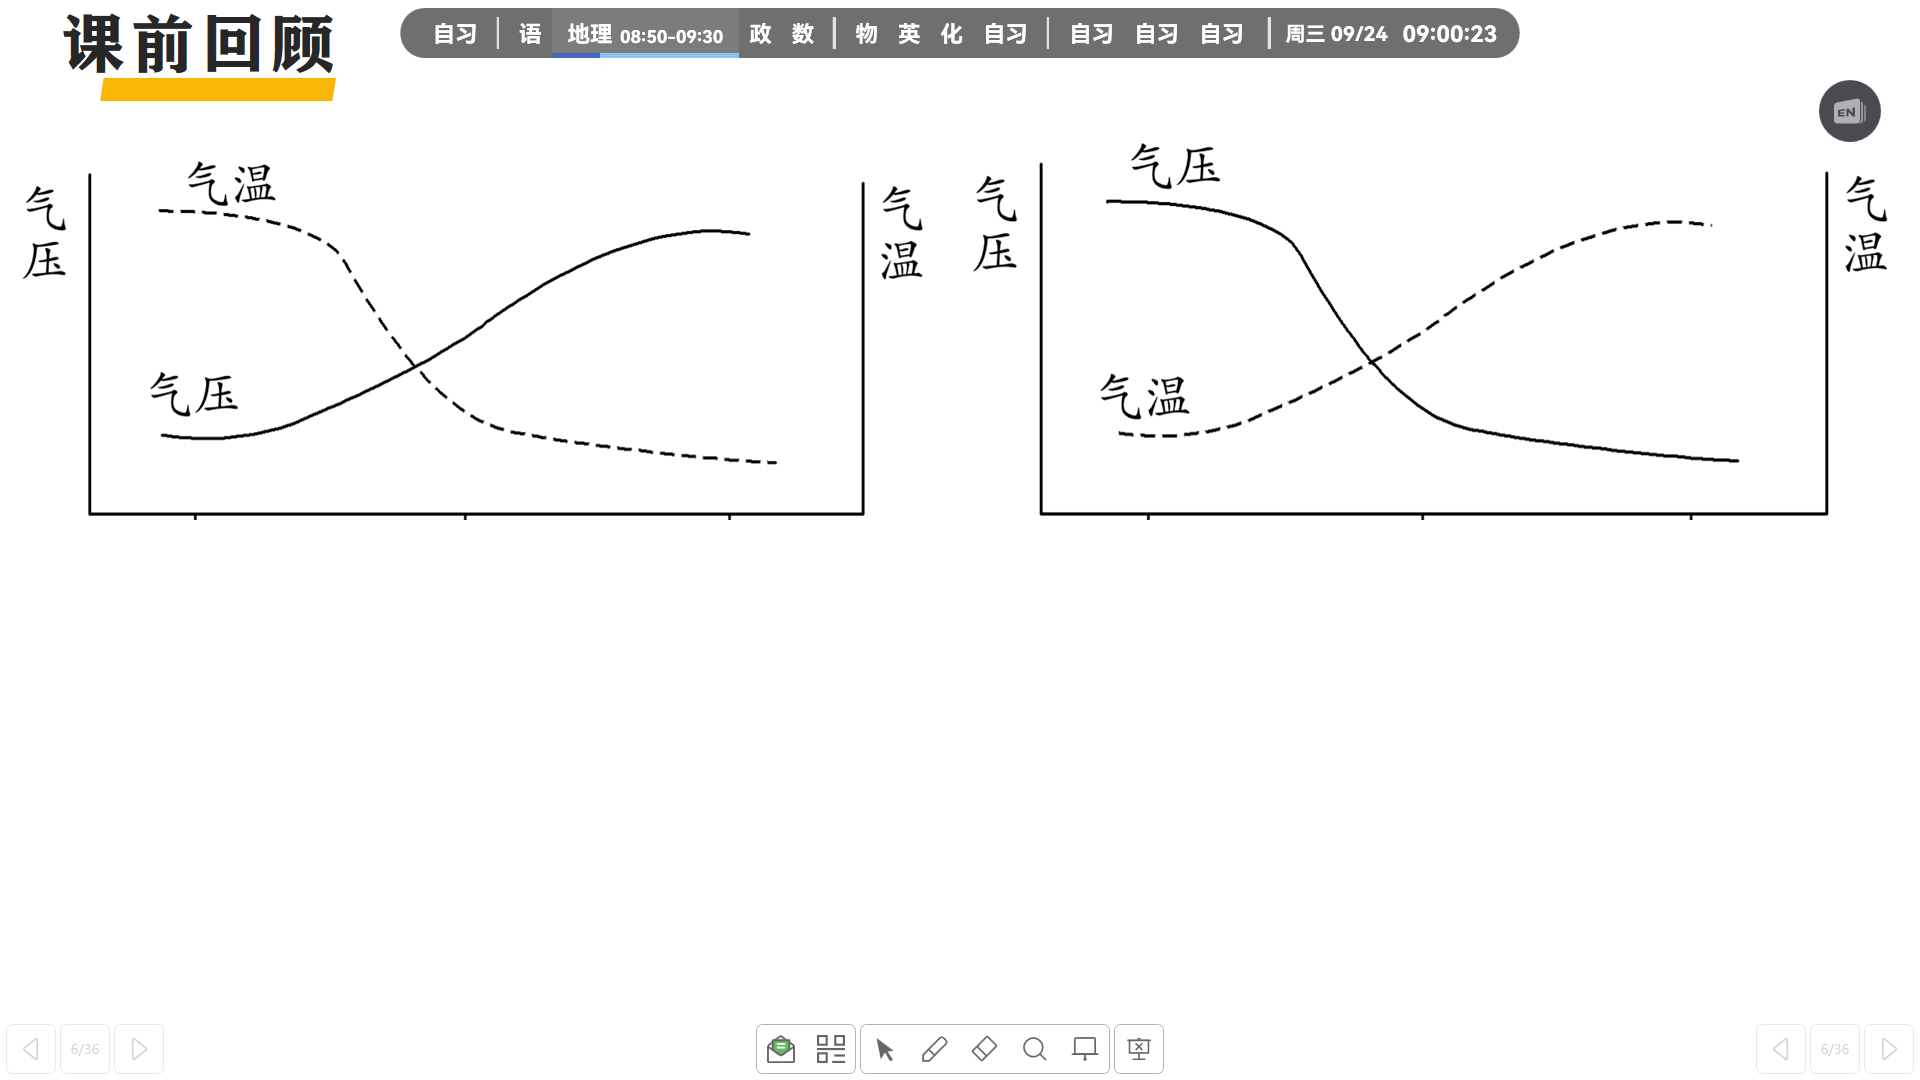 课前回顾
自习 语 地理 08:50-09:30 政 数 物 英 化 自习 自习 自习 自习 周三 09/24 09:00:23
EN
气压
气温
气压
气温
气压
气压
气温
气温
6/36
6/36